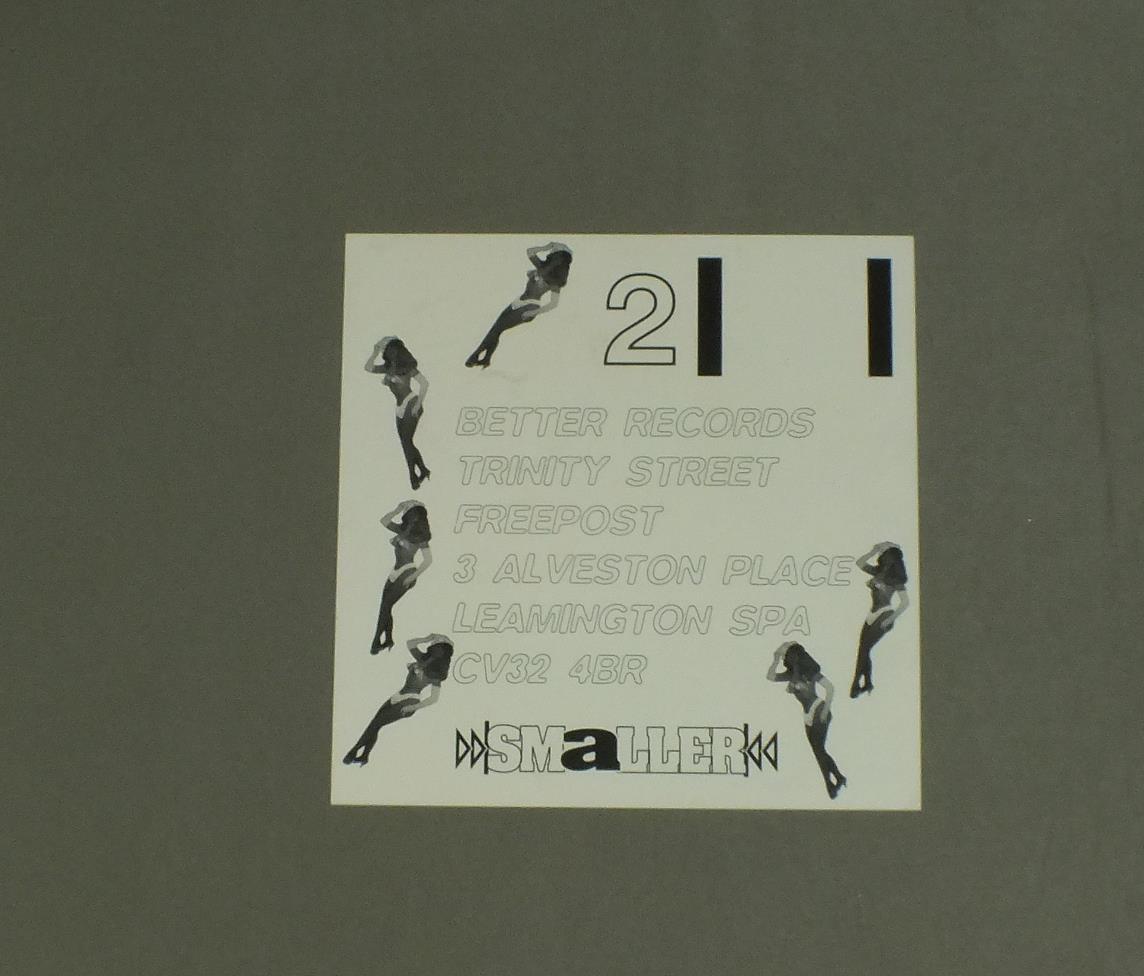 2
BETTER RECORDS
TRINITY STREET
FREEPOST
3 ALVESTON PLACE
LEAMINGTON SPA
CV32 4BR
SMaLLER